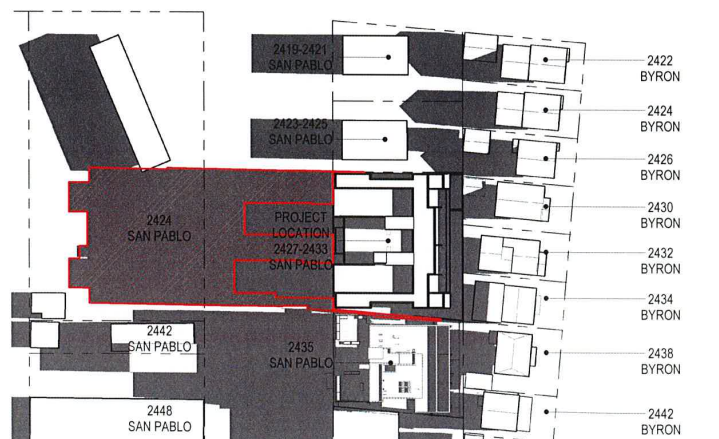 2419-2421
SAN PABLO
2423-2425
SAN PABLO
2424
SAN PABLO
PROJECT
LOCATION
2427-2433
SAN PABLO
2442
SAN PABLO
2435
SAN PABLO
2448
SAN PABLO
2422
BYRON
2424
BYRON
2426
BYRON
2430
BYRON
2432
BYRON
2434
BYRON
2438
BYRON
2442
BYRON